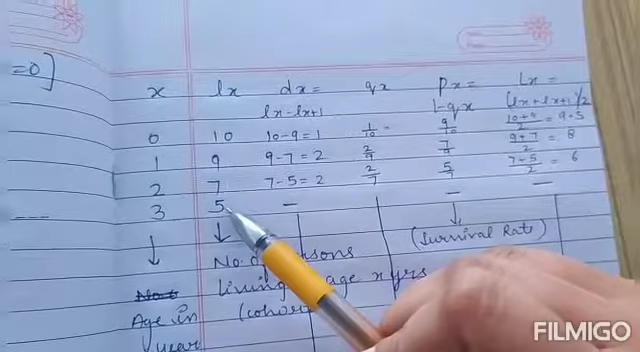 =0]
x lx dx= qx Px= Lx=
lx-lx+1 1-qx (lx+lx+1)/2
0 10 10-9=1 1/10 9/10 10+9/2=9.5
1 9 9-7=2 2/9 7/9 9+7/2=8
2 7 7-5=2 2/7 5/7 7+5/2=6
3 5 - - -
(Survival Rate)
No.
living age x yrs
Age in (cohort
year
FILMIGO